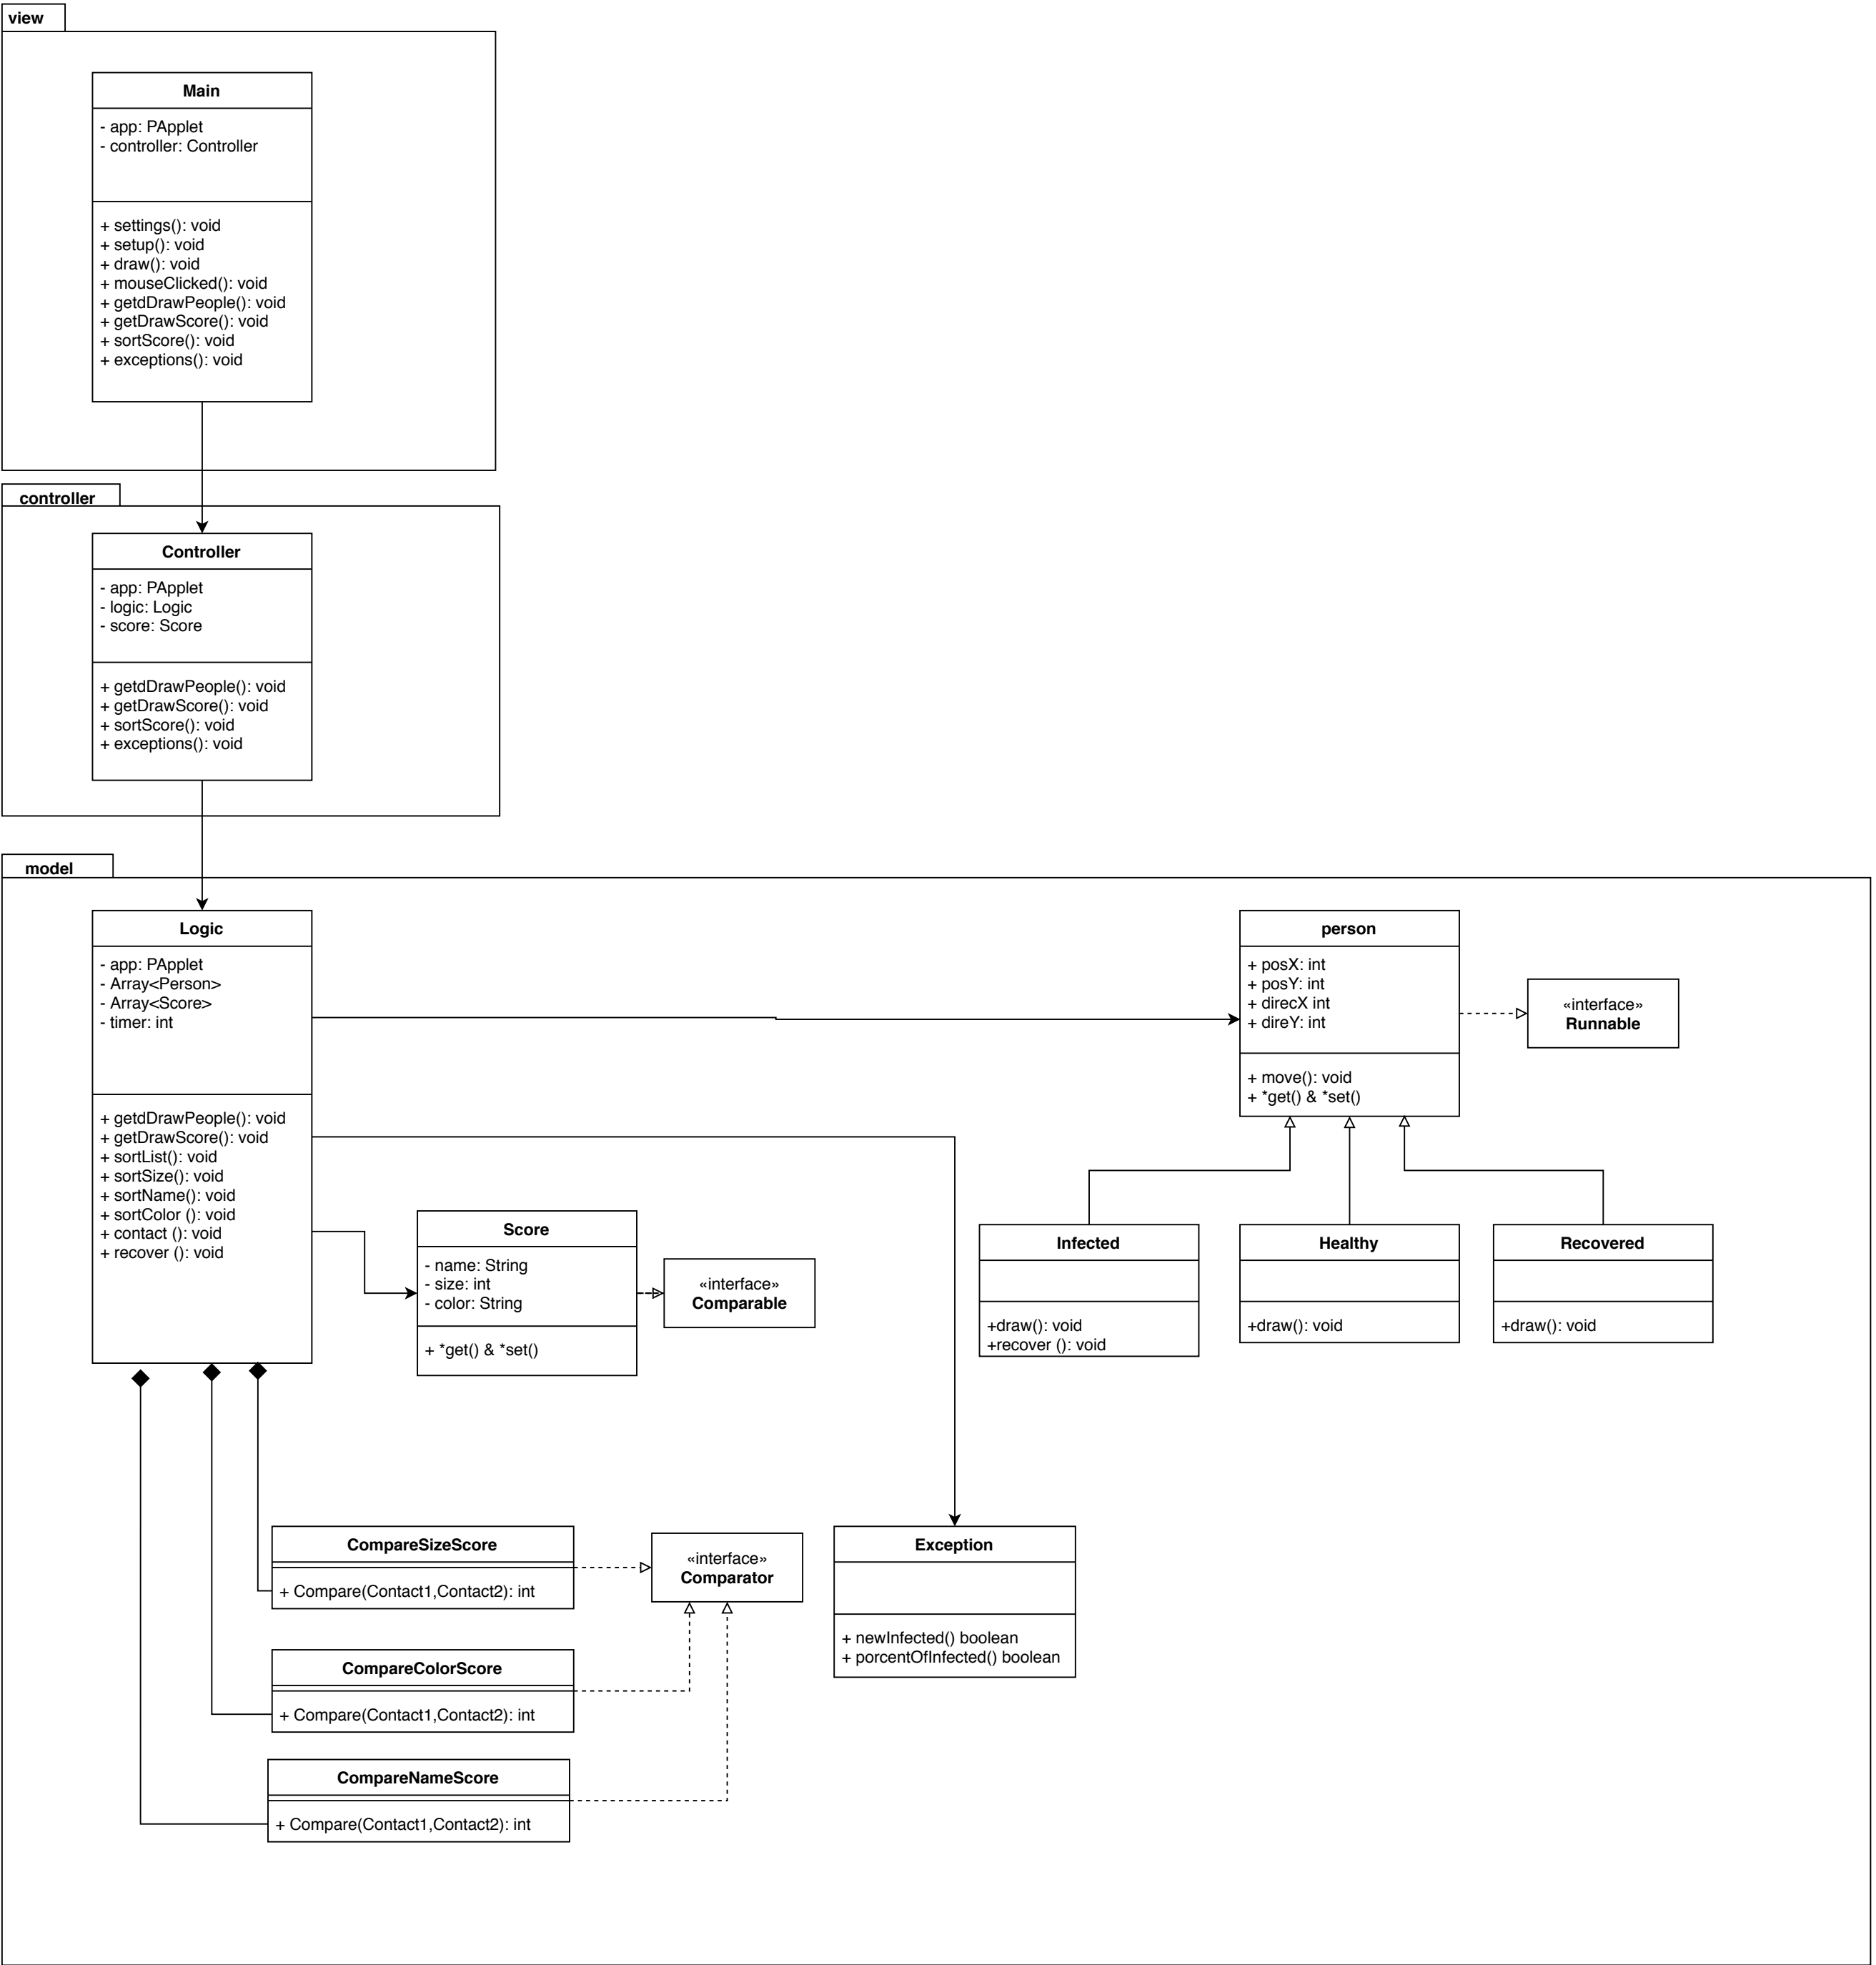 view
Main
- app: PApplet
- controller: Controller
+ settings(): void
+ setup(): void
+ draw(): void
+ mouseClicked(): void
+ getdDrawPeople(): void
+ getDrawScore(): void
+ sortScore(): void
+ exceptions(): void
controller
Controller
- app: PApplet
- logic: Logic
- score: Score
+ getdDrawPeople(): void
+ getDrawScore(): void
+ sortScore(): void
+ exceptions(): void
model
Logic
- app: PApplet
- Array<Person>
- Array<Score>
- timer: int
+ getdDrawPeople(): void
+ getDrawScore(): void
+ sortList(): void
+ sortSize(): void
+ sortName(): void
+ sortColor (): void
+ contact (): void
+ recover (): void
person
+ posX: int
+ posY: int
+ direcX int
+ direY: int
+ move(): void
+ *get() & *set()
«interface»
Runnable
Infected
+draw(): void
+recover (): void
Healthy
+draw(): void
Recovered
+draw(): void
Score
- name: String
- size: int
- color: String
+ *get() & *set()
«interface»
Comparable
CompareSizeScore
+ Compare(Contact1,Contact2): int
«interface»
Comparator
Exception
+ newInfected() boolean
+ porcentOfInfected() boolean
CompareColorScore
+ Compare(Contact1,Contact2): int
CompareNameScore
+ Compare(Contact1,Contact2): int